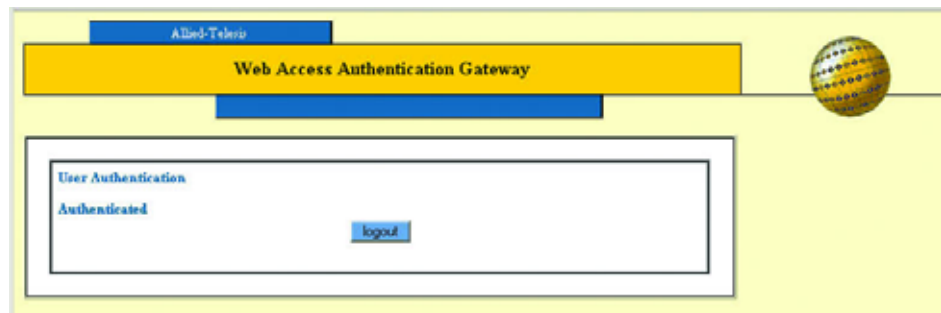 Allied-Telesis
Web Access Authentication Gateway
User Authentication
Authenticated
logout